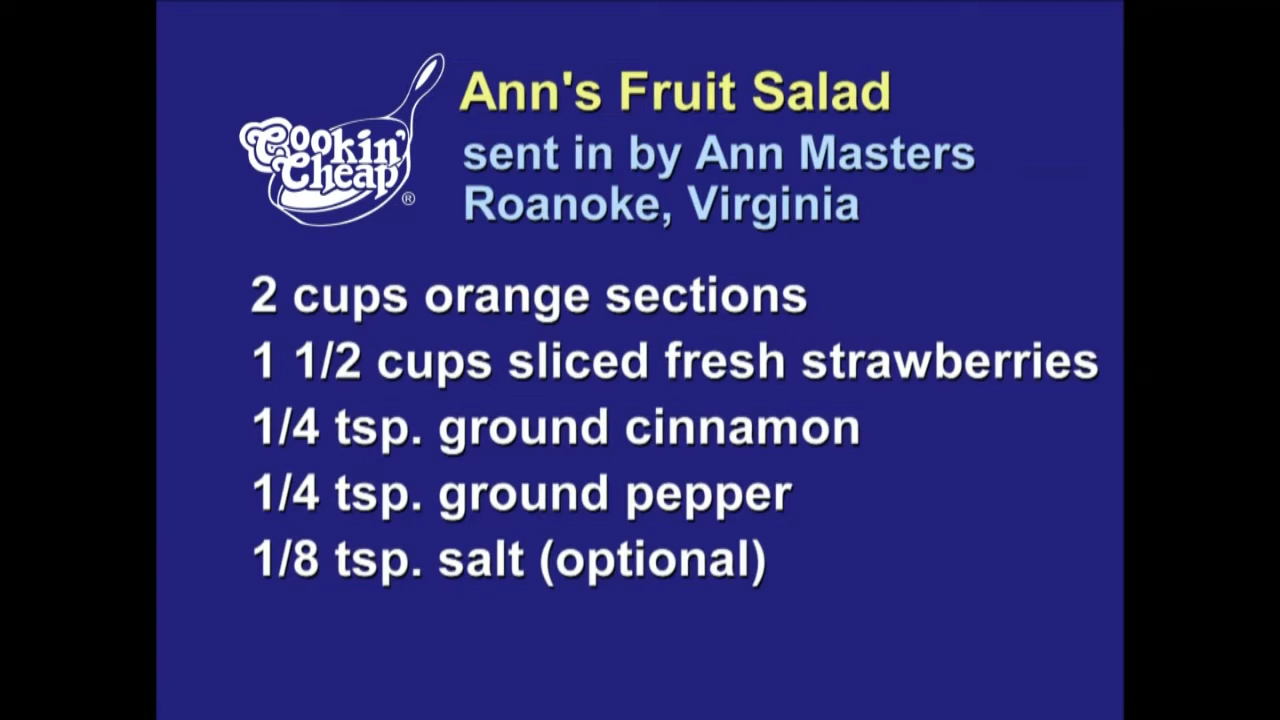 Cookin'
Cheap
®
Ann's Fruit Salad
sent in by Ann Masters
Roanoke, Virginia
2 cups orange sections
1 1/2 cups sliced fresh strawberries
1/4 tsp. ground cinnamon
1/4 tsp. ground pepper
1/8 tsp. salt (optional)